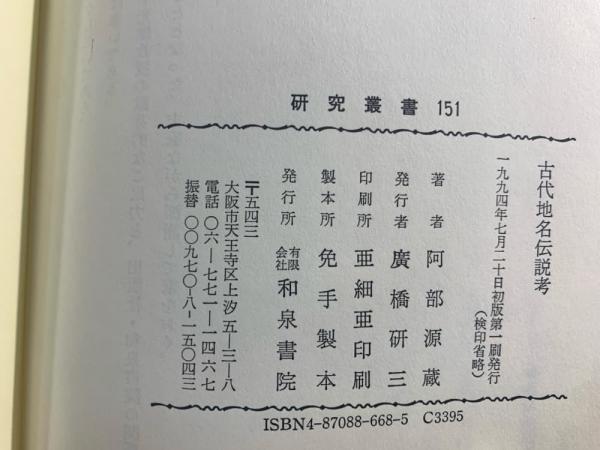 研究叢書 151
古代地名伝説考
一九九四年七月二十日初版第一刷発行
(検印省略)
著者 阿部源蔵
発行者 廣橋研三
印刷所 亜細亜印刷
製本所 免手製本
発行所 有限会社 和泉書院
〒五四三
大阪市天王寺区上汐五―三―八
電話〇六―七七一―一四六七
振替〇〇九七〇―八―一五〇四三
ISBN4-87088-668-5 C3395